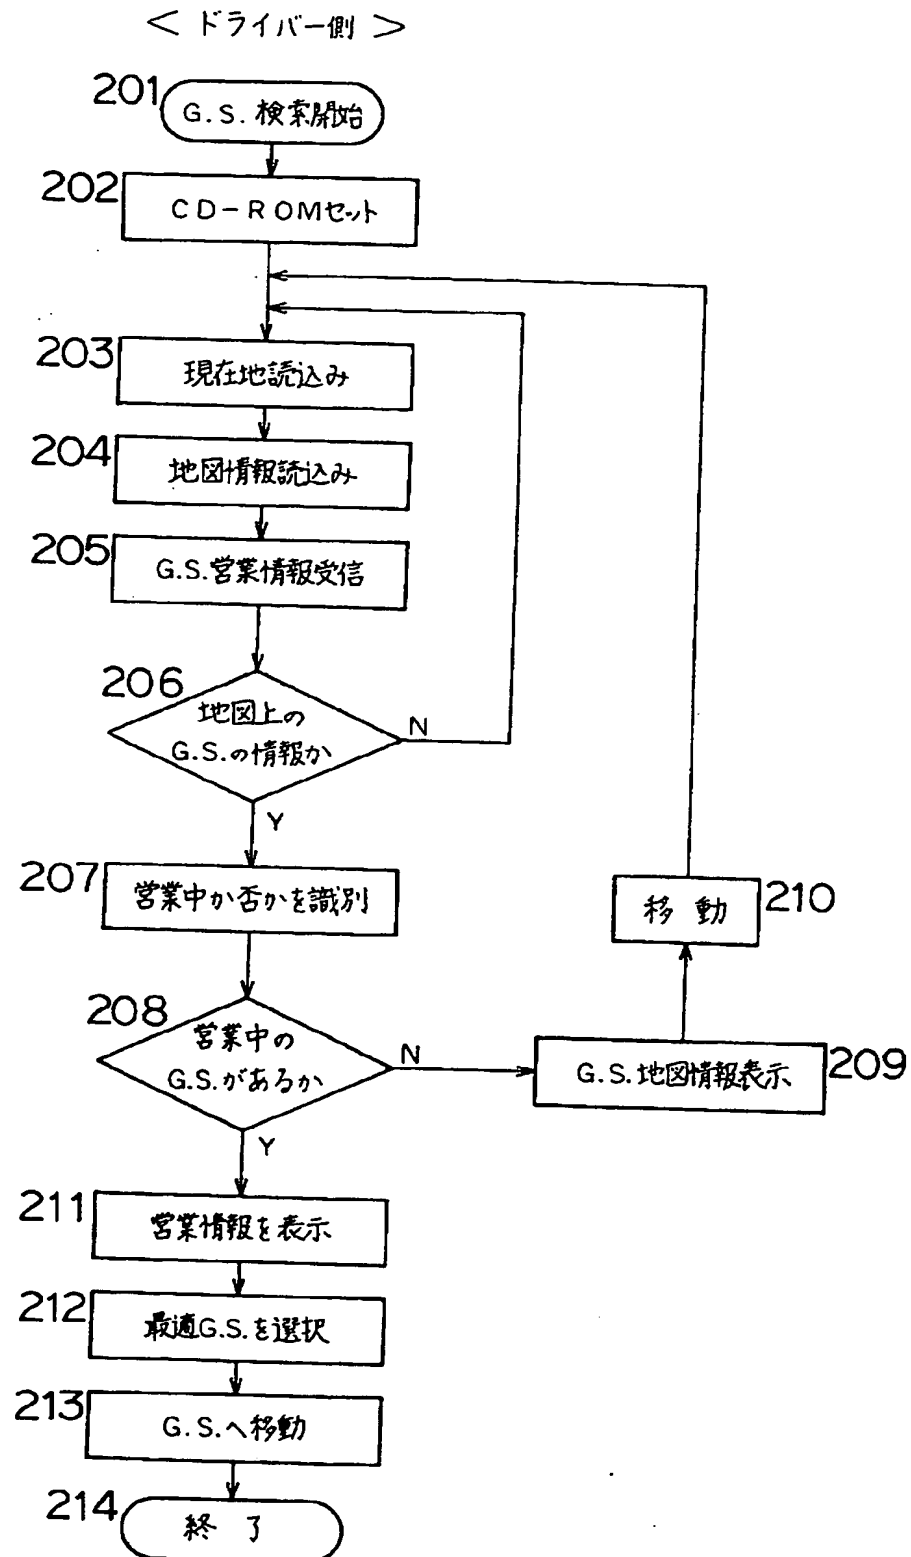 < ドライバー側 >
201
G.S. 検索開始
202
CD-ROMセット
203
現在地読込み
204
地図情報読込み
205
G.S.営業情報受信
206
地図上の
G.S.の情報か
N
Y
207
営業中か否かを識別
移動
210
208
営業中の
G.S.があるか
N
G.S.地図情報表示
209
Y
211
営業情報を表示
212
最適G.S.を選択
213
G.S.へ移動
214
終了